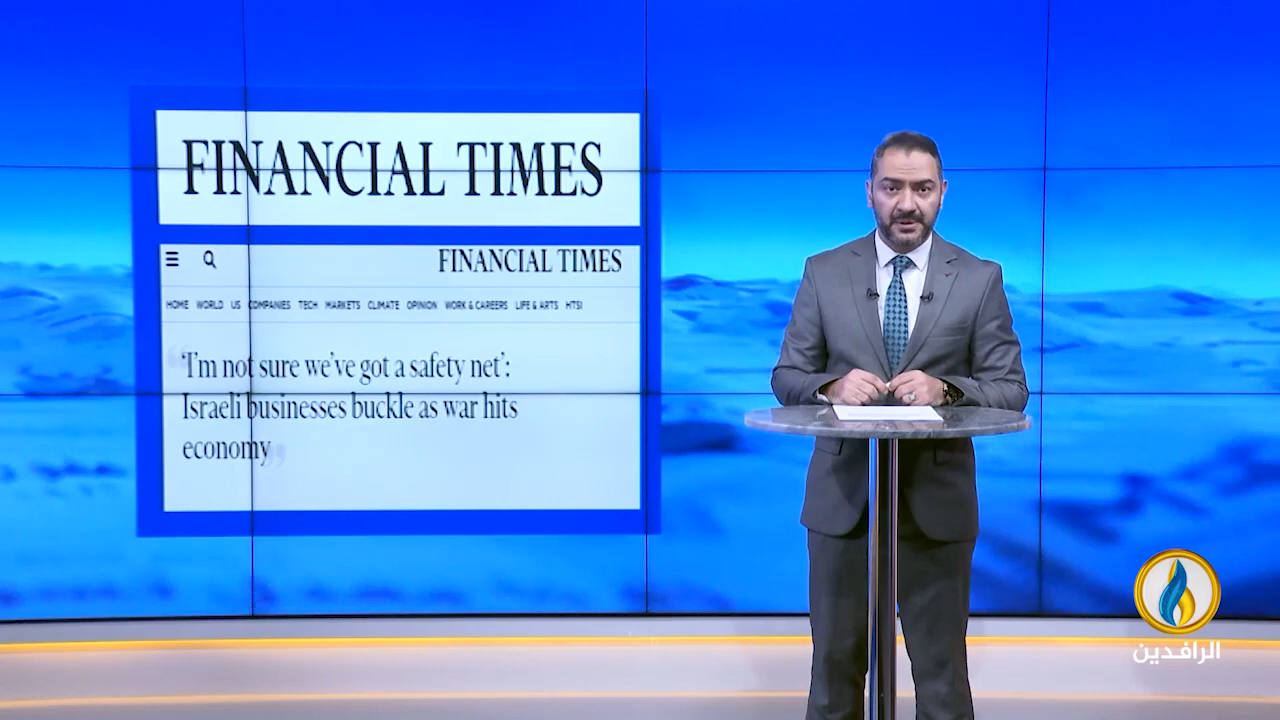 FINANCIAL TIMES
FINANCIAL TIMES
HOME WORLD US COMPANIES TECH MARKETS CLIMATE OPINION WORK & CAREERS LIFE & ARTS HTSI
‘I'm not sure we've got a safety net’:
Israeli businesses buckle as war hits
economy
الرافدين